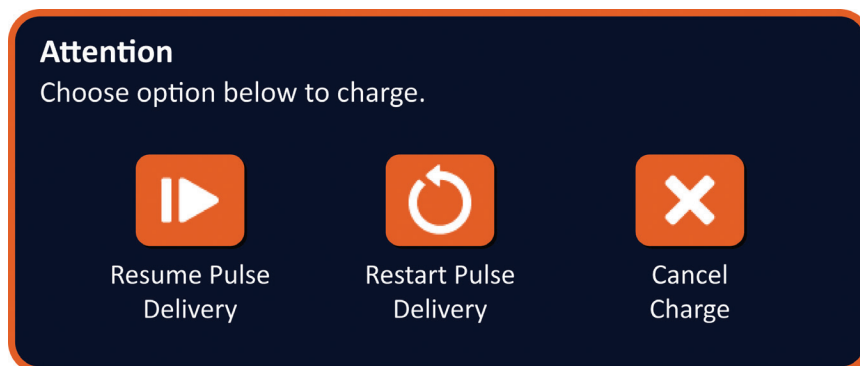 Attention
Choose option below to charge.
Resume Pulse
Delivery
Restart Pulse
Delivery
Cancel
Charge